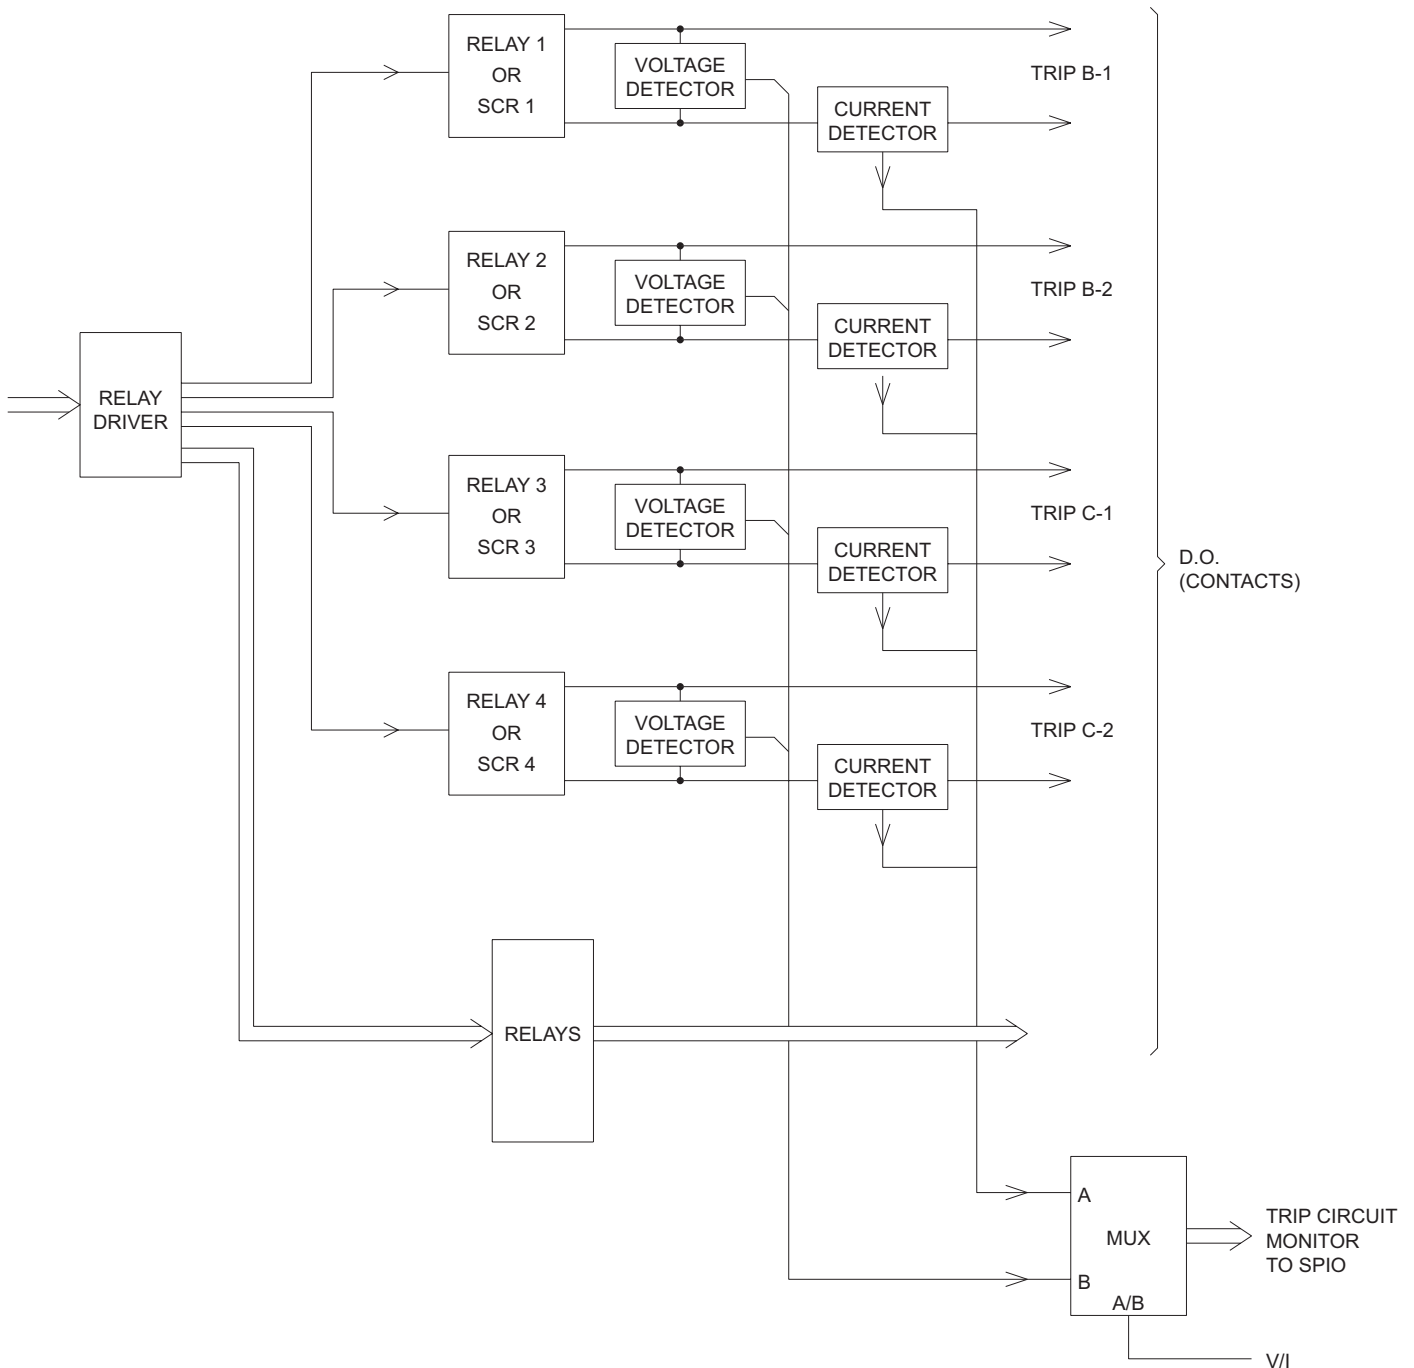 RELAY 1
OR
SCR 1
VOLTAGE
DETECTOR
CURRENT
DETECTOR
TRIP B-1
RELAY 2
OR
SCR 2
VOLTAGE
DETECTOR
CURRENT
DETECTOR
TRIP B-2
RELAY
DRIVER
RELAY 3
OR
SCR 3
VOLTAGE
DETECTOR
CURRENT
DETECTOR
TRIP C-1
D.O.
(CONTACTS)
RELAY 4
OR
SCR 4
VOLTAGE
DETECTOR
CURRENT
DETECTOR
TRIP C-2
RELAYS
A
MUX
B
A/B
TRIP CIRCUIT
MONITOR
TO SPIO
V/I